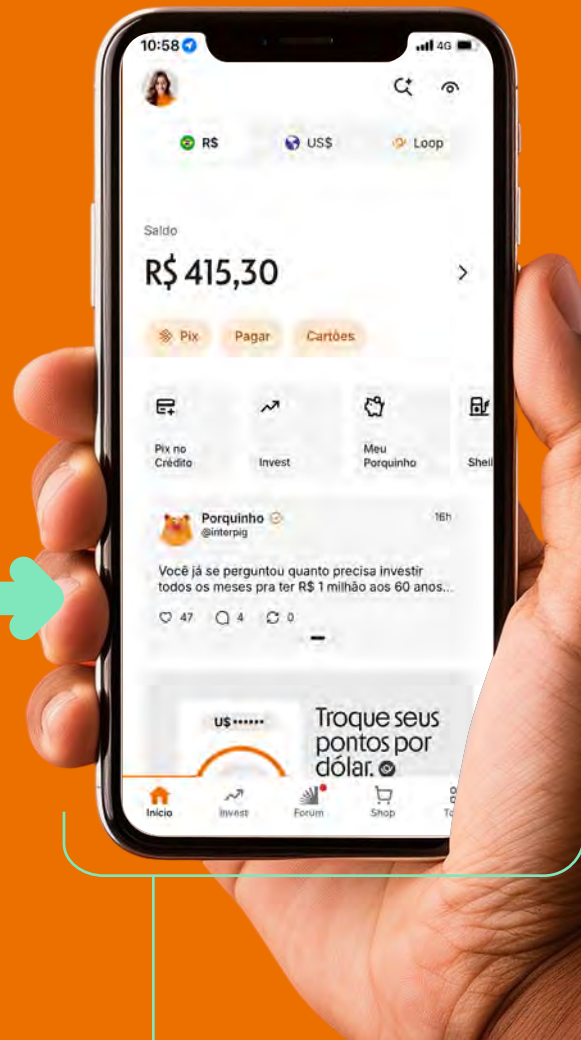 10:58
4G
R$
US$
Loop
Saldo
R$ 415,30
Pix
Pagar
Cartões
Pix no
Crédito
Invest
Meu
Porquinho
Shell
Porquinho
16h
@interpig
Você já se perguntou quanto precisa investir
todos os meses pra ter R$ 1 milhão aos 60 anos...
47
4
0
U$
Troque seus
pontos por
dólar.
Início
Invest
Forum
Shop